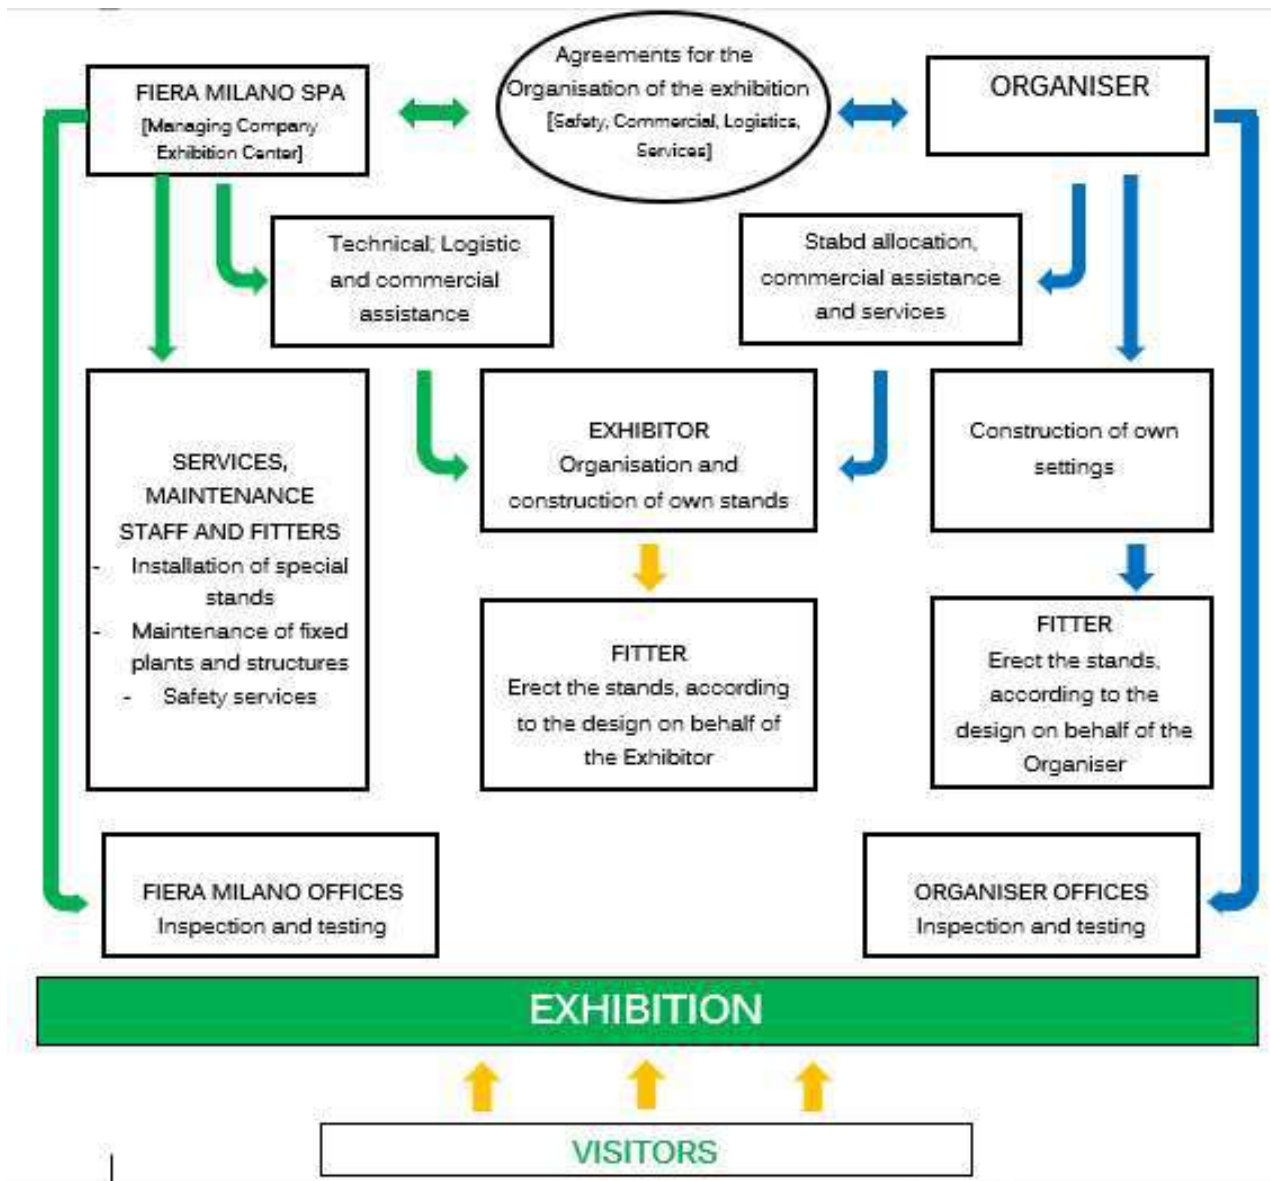 FIERA MILANO SPA
[Managing Company
Exhibition Center]
Agreements for the
Organisation of the exhibition
[Safety, Commercial, Logistics,
Services]
ORGANISER
Technical, Logistic
and commercial
assistance
Stabd allocation,
commercial assistance
and services
SERVICES,
MAINTENANCE
STAFF AND FITTERS
- Installation of special
stands
- Maintenance of fixed
plants and structures
- Safety services
EXHIBITOR
Organisation and
construction of own stands
Construction of own
settings
FITTER
Erect the stands, according
to the design on behalf of
the Exhibitor
FITTER
Erect the stands,
according to the
design on behalf of the
Organiser
FIERA MILANO OFFICES
Inspection and testing
ORGANISER OFFICES
Inspection and testing
EXHIBITION
VISITORS